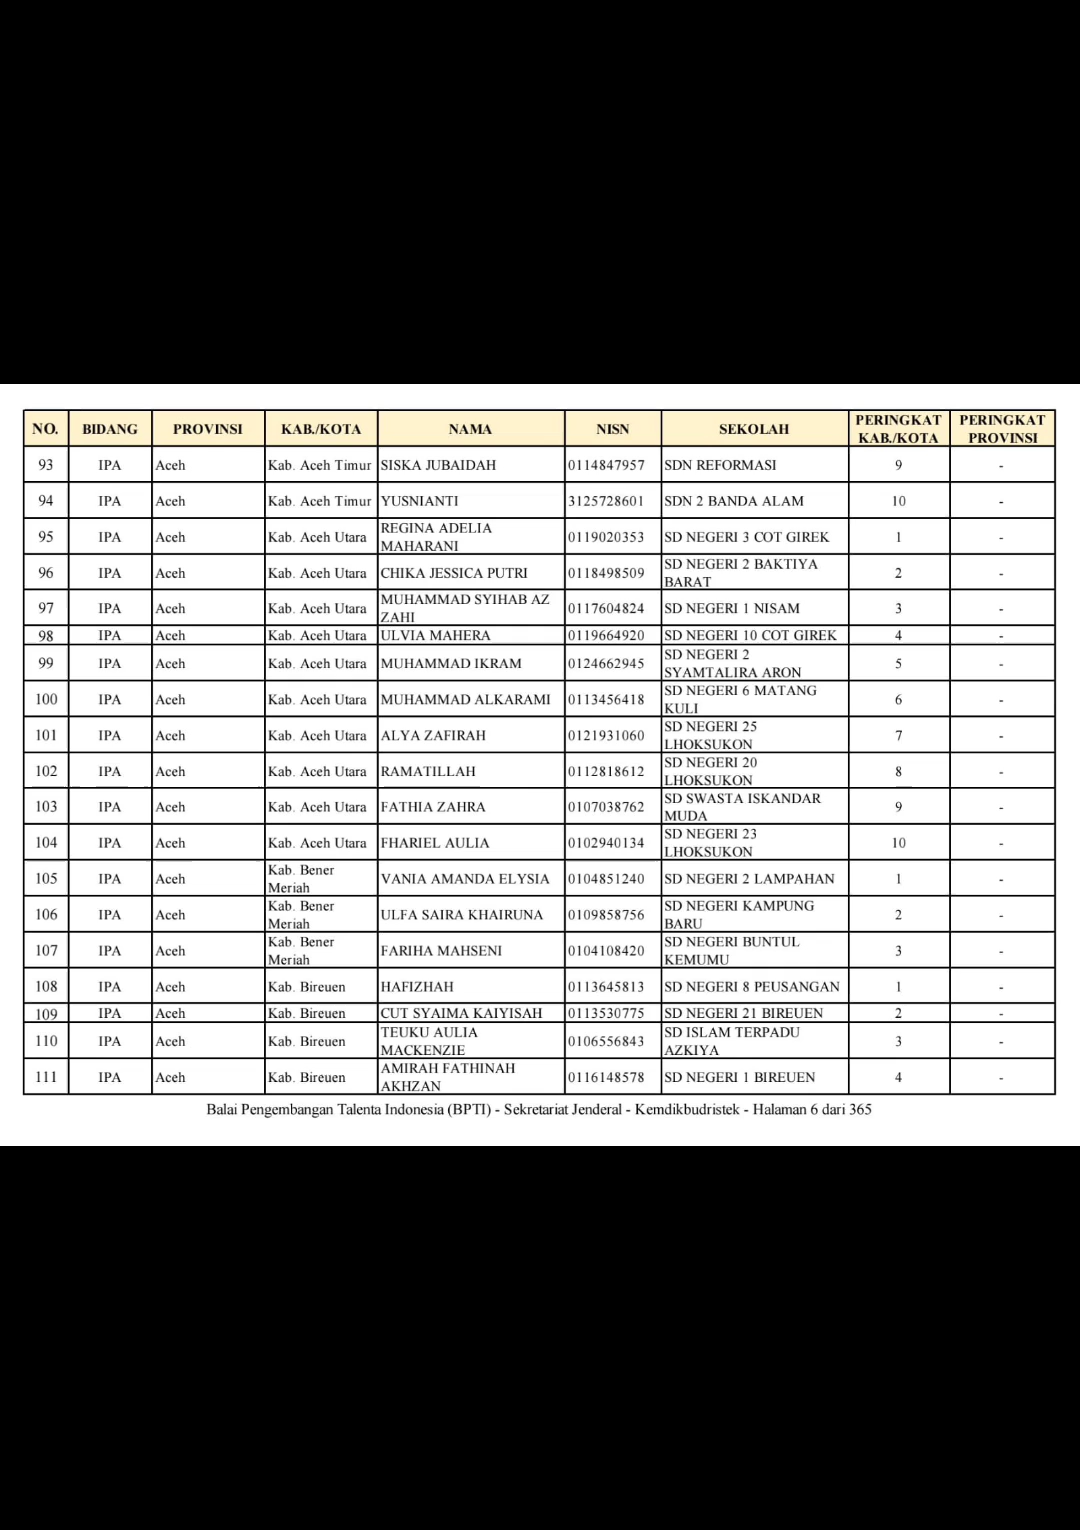 NO. BIDANG PROVINSI KAB./KOTA NAMA NISN SEKOLAH PERINGKAT KAB./KOTA PERINGKAT PROVINSI
93 IPA Aceh Kab. Aceh Timur SISKA JUBAIDAH 0114847957 SDN REFORMASI 9 -
94 IPA Aceh Kab. Aceh Timur YUSNIANTI 3125728601 SDN 2 BANDA ALAM 10 -
95 IPA Aceh Kab. Aceh Utara REGINA ADELIA MAHARANI 0119020353 SD NEGERI 3 COT GIREK 1 -
96 IPA Aceh Kab. Aceh Utara CHIKA JESSICA PUTRI 0118498509 SD NEGERI 2 BAKTIYA BARAT 2 -
97 IPA Aceh Kab. Aceh Utara MUHAMMAD SYIHAB AZ ZAHI 0117604824 SD NEGERI 1 NISAM 3 -
98 IPA Aceh Kab. Aceh Utara ULVIA MAHERA 0119664920 SD NEGERI 10 COT GIREK 4 -
99 IPA Aceh Kab. Aceh Utara MUHAMMAD IKRAM 0124662945 SD NEGERI 2 SYAMTALIRA ARON 5 -
100 IPA Aceh Kab. Aceh Utara MUHAMMAD ALKARAMI 0113456418 SD NEGERI 6 MATANG KULI 6 -
101 IPA Aceh Kab. Aceh Utara ALYA ZAFIRAH 0121931060 SD NEGERI 25 LHOKSUKON 7 -
102 IPA Aceh Kab. Aceh Utara RAMATILLAH 0112818612 SD NEGERI 20 LHOKSUKON 8 -
103 IPA Aceh Kab. Aceh Utara FATHIA ZAHRA 0107038762 SD SWASTA ISKANDAR MUDA 9 -
104 IPA Aceh Kab. Aceh Utara FHARIEL AULIA 0102940134 SD NEGERI 23 LHOKSUKON 10 -
105 IPA Aceh Kab. Bener Meriah VANIA AMANDA ELYSIA 0104851240 SD NEGERI 2 LAMPAHAN 1 -
106 IPA Aceh Kab. Bener Meriah ULFA SAIRA KHAIRUNA 0109858756 SD NEGERI KAMPUNG BARU 2 -
107 IPA Aceh Kab. Bener Meriah FARIHA MAHSENI 0104108420 SD NEGERI BUNTUL KEMUMU 3 -
108 IPA Aceh Kab. Bireuen HAFIZHAH 0113645813 SD NEGERI 8 PEUSANGAN 1 -
109 IPA Aceh Kab. Bireuen CUT SYAIMA KAIYISAH 0113530775 SD NEGERI 21 BIREUEN 2 -
110 IPA Aceh Kab. Bireuen TEUKU AULIA MACKENZIE 0106556843 SD ISLAM TERPADU AZKIYA 3 -
111 IPA Aceh Kab. Bireuen AMIRAH FATHINAH AKHZAN 0116148578 SD NEGERI 1 BIREUEN 4 -
Balai Pengembangan Talenta Indonesia (BPTI) - Sekretariat Jenderal - Kemdikbudristek - Halaman 6 dari 365